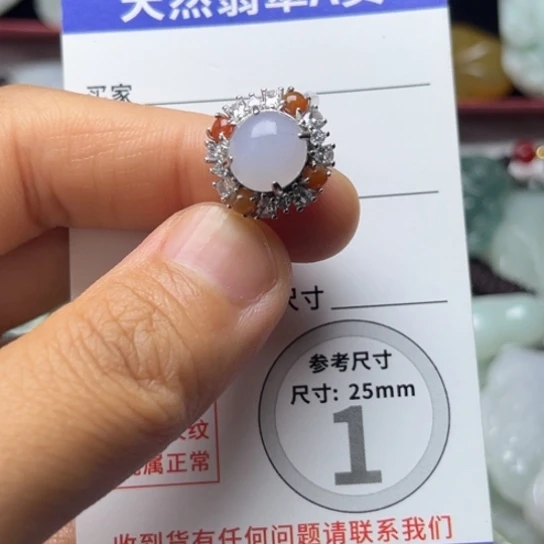 天然翡翠A货
买家
尺寸
参考尺寸
尺寸: 25mm
1
纹
属正常
收到货有任何问题请联系我们